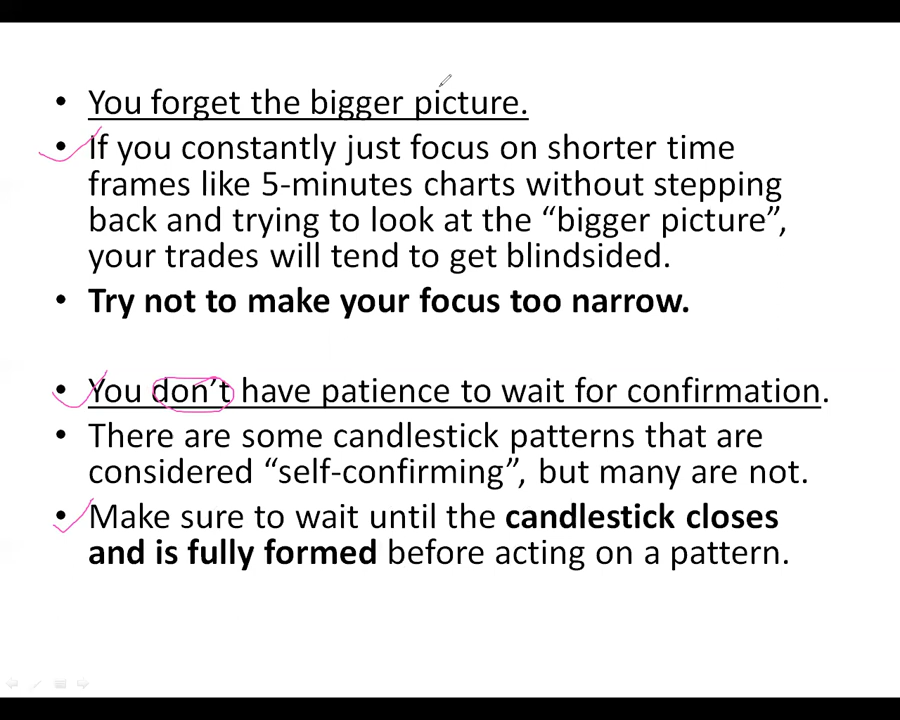 • You forget the bigger picture.
• If you constantly just focus on shorter time
frames like 5-minutes charts without stepping
back and trying to look at the “bigger picture”,
your trades will tend to get blindsided.
• Try not to make your focus too narrow.
• You don’t have patience to wait for confirmation.
• There are some candlestick patterns that are
considered “self-confirming”, but many are not.
• Make sure to wait until the candlestick closes
and is fully formed before acting on a pattern.